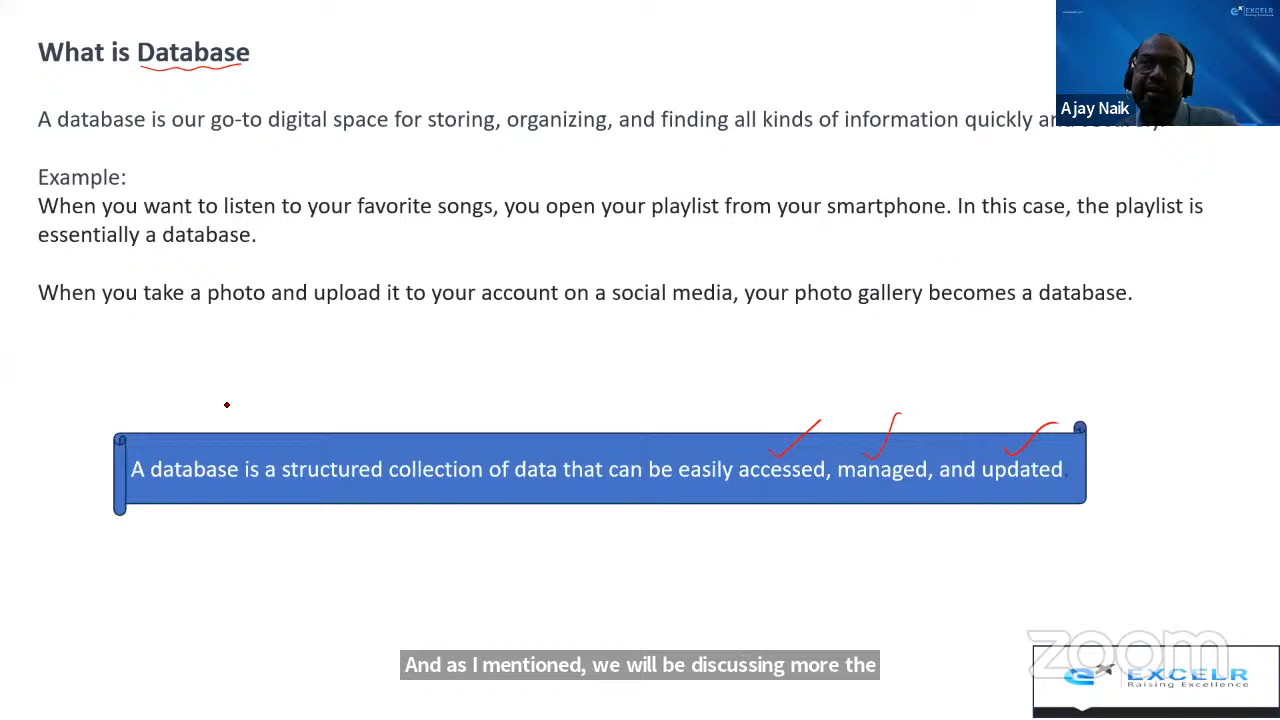 What is Database
EXCELR
Raising Excellence
Ajay Naik
A database is our go-to digital space for storing, organizing, and finding all kinds of information quickly
Example:
When you want to listen to your favorite songs, you open your playlist from your smartphone. In this case, the playlist is
essentially a database.
When you take a photo and upload it to your account on a social media, your photo gallery becomes a database.
A database is a structured collection of data that can be easily accessed, managed, and updated.
And as I mentioned, we will be discussing more the
zoom
EXCELR
Raising Excellence